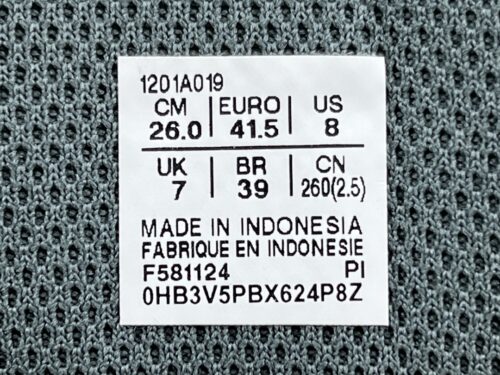 1201A019
CM | EURO | US
26.0 | 41.5 | 8
UK | BR | CN
7 | 39 | 260(2.5)
MADE IN INDONESIA
FABRIQUE EN INDONESIE
F581124 PI
0HB3V5PBX624P8Z